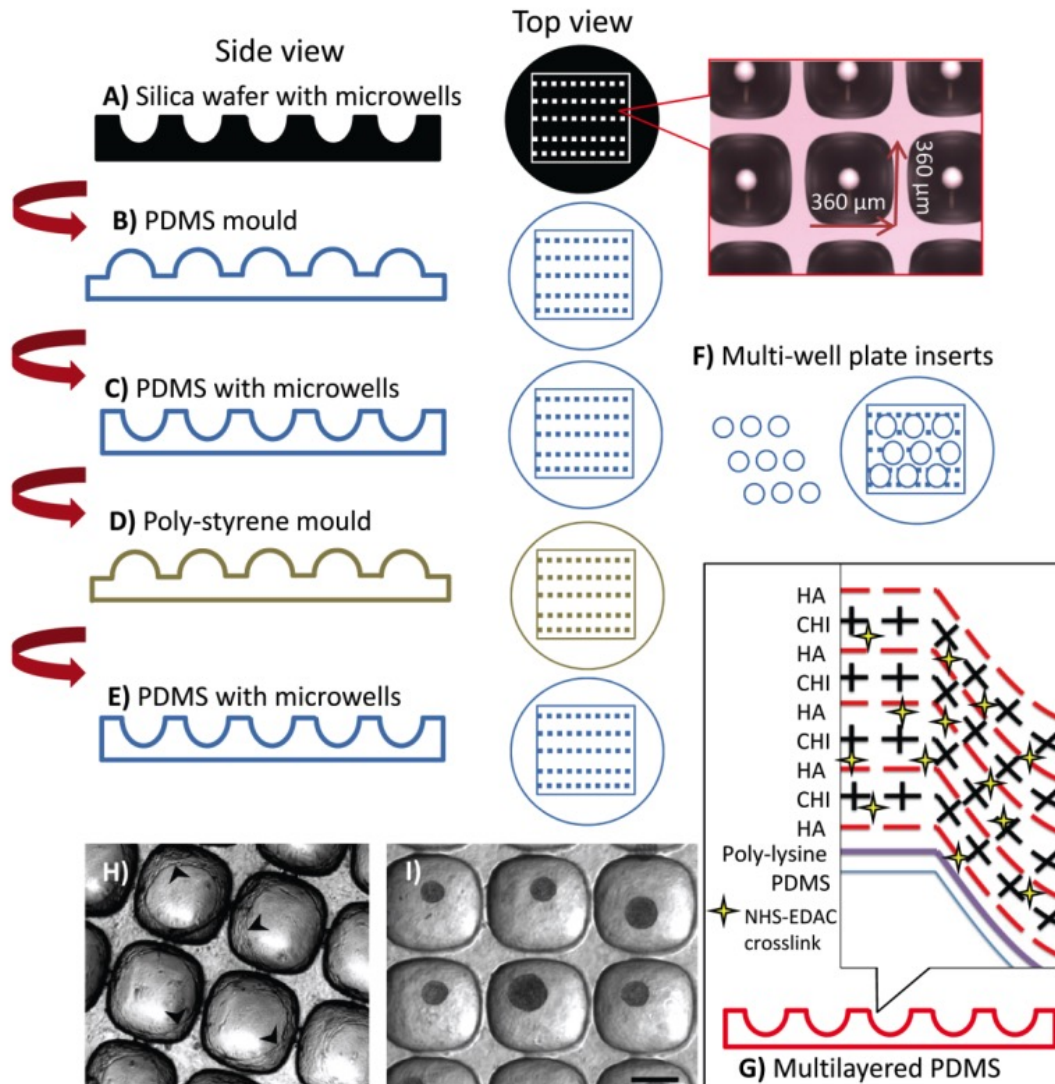 Side view
Top view
A) Silica wafer with microwells
360 µm
360 µm
B) PDMS mould
C) PDMS with microwells
F) Multi-well plate inserts
D) Poly-styrene mould
E) PDMS with microwells
HA
CHI
HA
CHI
HA
CHI
HA
CHI
HA
Poly-lysine
PDMS
NHS-EDAC
crosslink
H)
I)
G) Multilayered PDMS